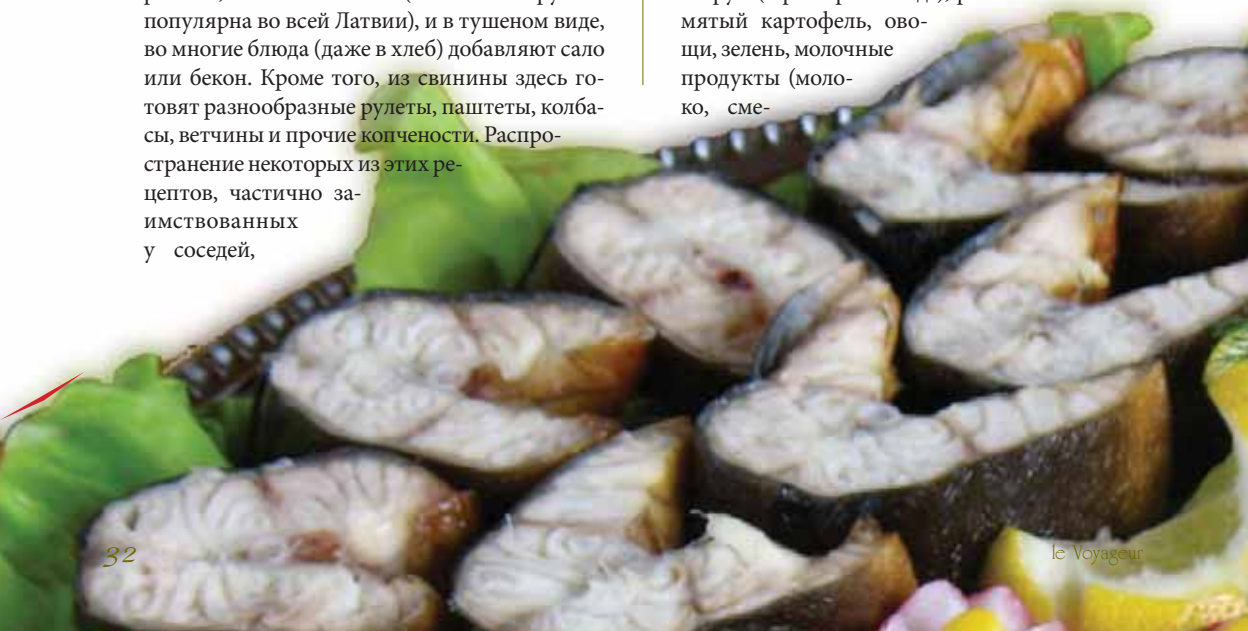 популярна во всей Латвии), и в тушеном виде,
во многие блюда (даже в хлеб) добавляют сало
или бекон. Кроме того, из свинины здесь го-
товят разнообразные рулеты, паштеты, колба-
сы, ветчины и прочие копчености. Распро-
странение некоторых из этих ре-
цептов, частично за-
имствованных
у соседей,
мятый картофель, ово-
щи, зелень, молочные
продукты (моло-
ко, сме-
32
le Voyageur